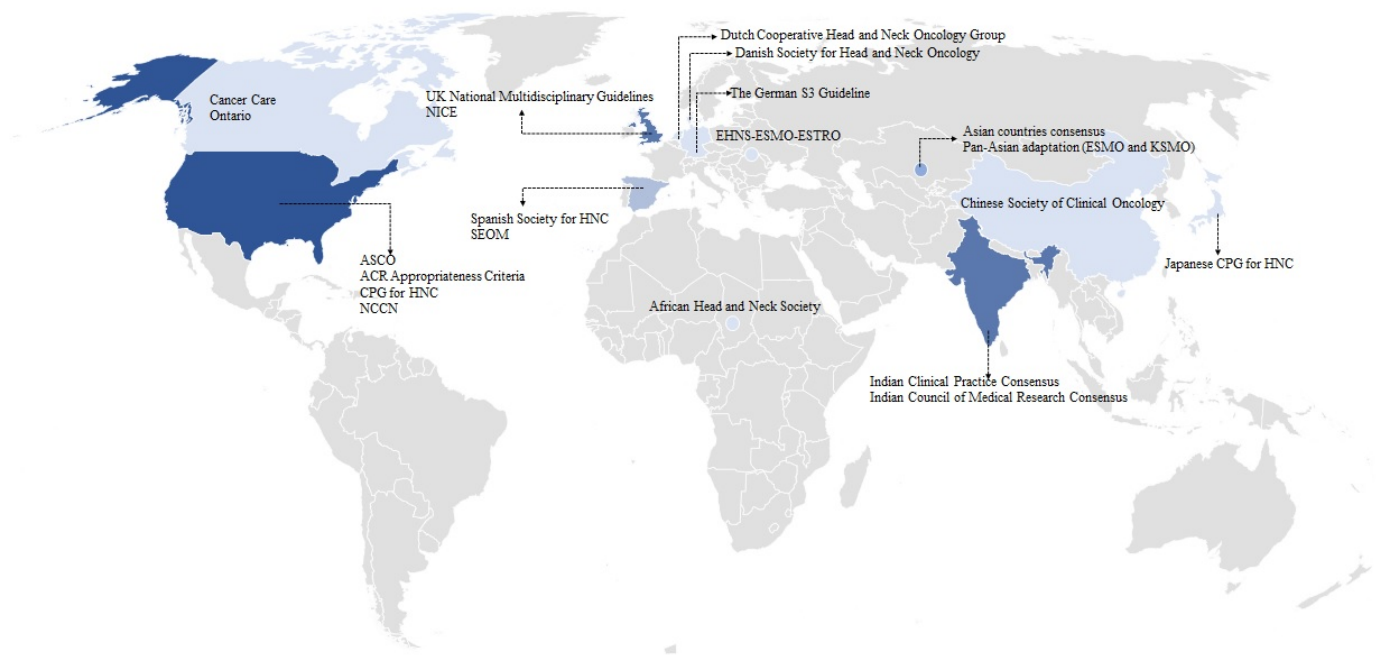 Dutch Cooperative Head and Neck Oncology Group
Danish Society for Head and Neck Oncology
The German S3 Guideline
Cancer Care
Ontario
UK National Multidisciplinary Guidelines
NICE
EHNS-ESMO-ESTRO
Asian countries consensus
Pan-Asian adaptation (ESMO and KSMO)
Spanish Society for HNC
SEOM
Chinese Society of Clinical Oncology
Japanese CPG for HNC
ASCO
ACR Appropriateness Criteria
CPG for HNC
NCCN
African Head and Neck Society
Indian Clinical Practice Consensus
Indian Council of Medical Research Consensus